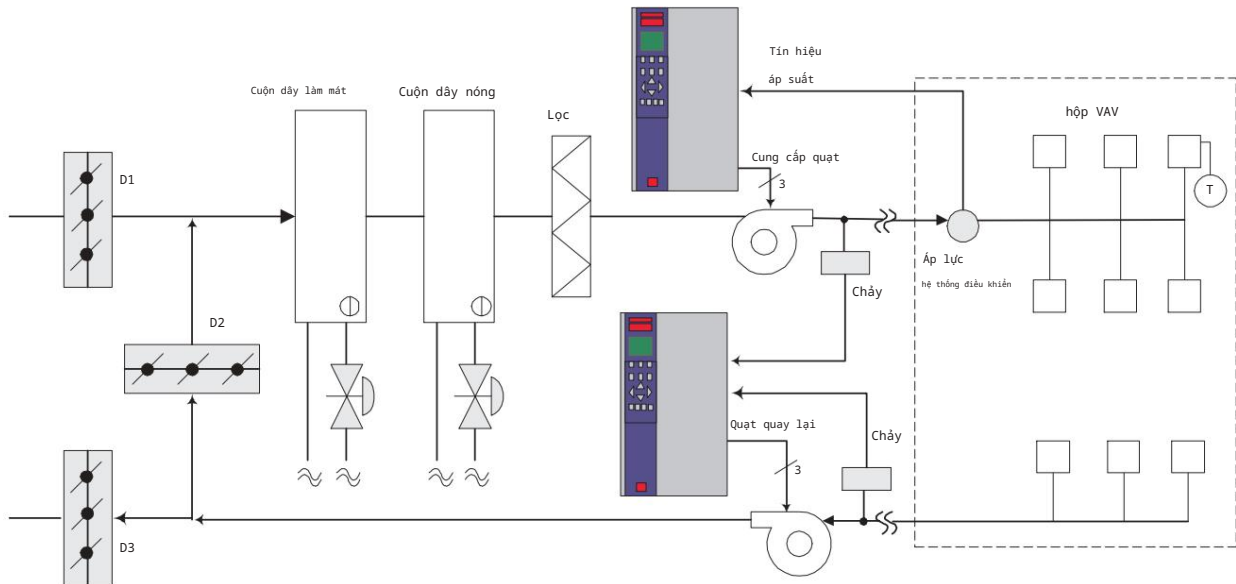 Tín hiệu
áp suất
Cuộn dây làm mát
Cuộn dây nóng
Lọc
hộp VAV
D1
Cung cấp quạt
3
T
Áp lực
hệ thống điều khiển
Chảy
D2
Quạt quay lại
Chảy
3
D3